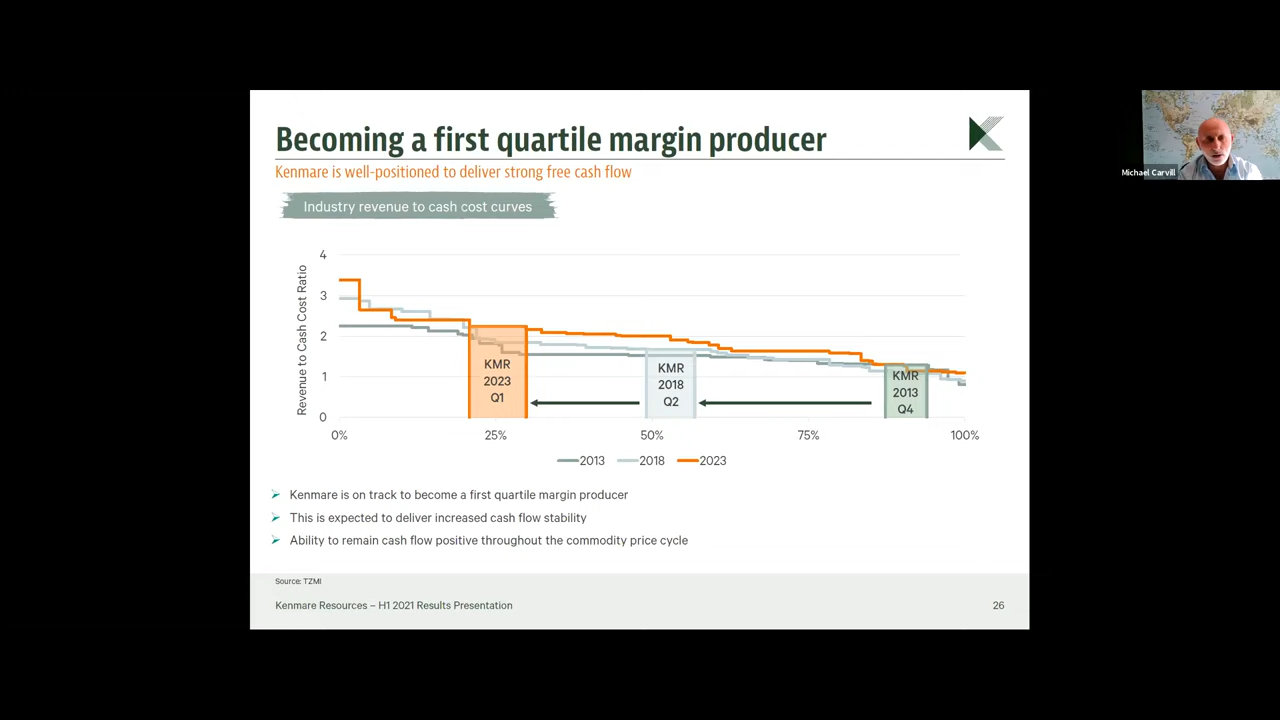 Becoming a first quartile margin producer
Kenmare is well-positioned to deliver strong free cash flow
Industry revenue to cash cost curves
Michael Carvill
Revenue to Cash Cost Ratio
4
3
2
1
0
KMR
2023
Q1
KMR
2018
Q2
KMR
2013
Q4
0%
25%
50%
75%
100%
2013
2018
2023
Kenmare is on track to become a first quartile margin producer
This is expected to deliver increased cash flow stability
Ability to remain cash flow positive throughout the commodity price cycle
Source: TZMI
Kenmare Resources – H1 2021 Results Presentation
26